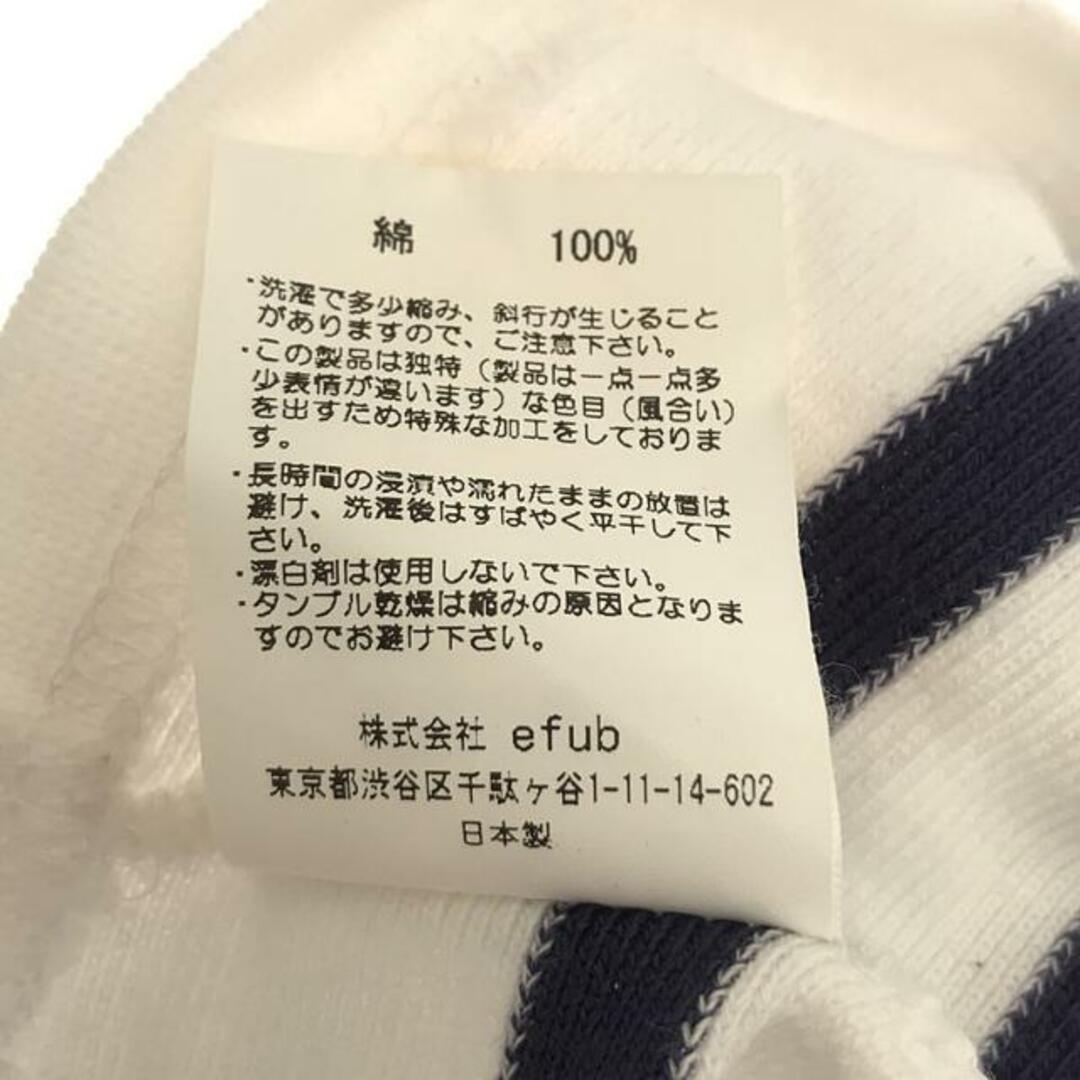 綿 100%
・洗濯で多少縮み、斜行が生じること
がありますので、ご注意下さい。
・この製品は独特（製品は一点一点多
少表情が違います）な色目（風合い）
を出すため特殊な加工をしておりま
す。
・長時間の浸漬や濡れたままの放置は
避け、洗濯後はすばやく平干して下
さい。
・漂白剤は使用しないで下さい。
・タンブル乾燥は縮みの原因となりま
すのでお避け下さい。
株式会社 efub
東京都渋谷区千駄ヶ谷1-11-14-602
日本製